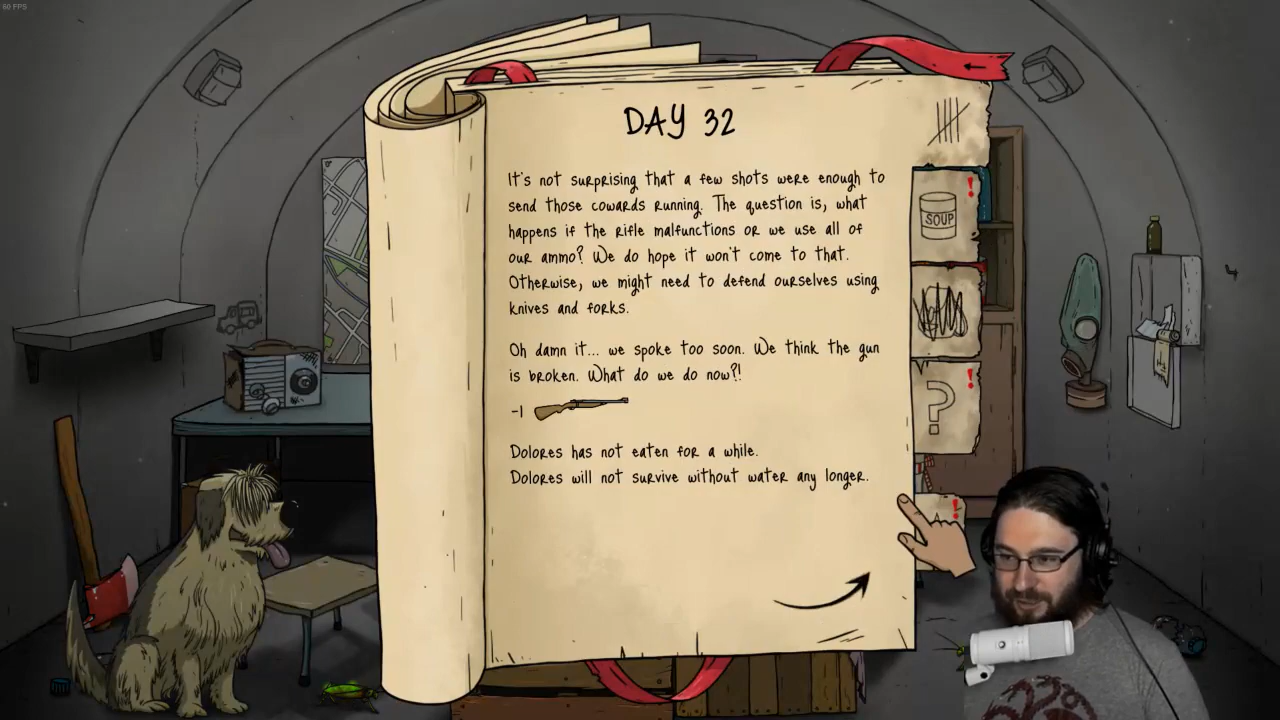 60 FPS
DAY 32
It's not surprising that a few shots were enough to
send those cowards running. The question is, what
happens if the rifle malfunctions or we use all of
our ammo? We do hope it won't come to that.
Otherwise, we might need to defend ourselves using
knives and forks.
Oh damn it... we spoke too soon. We think the gun
is broken. What do we do now?!
-1
Dolores has not eaten for a while.
Dolores will not survive without water any longer.
!
SOUP
!
?
!